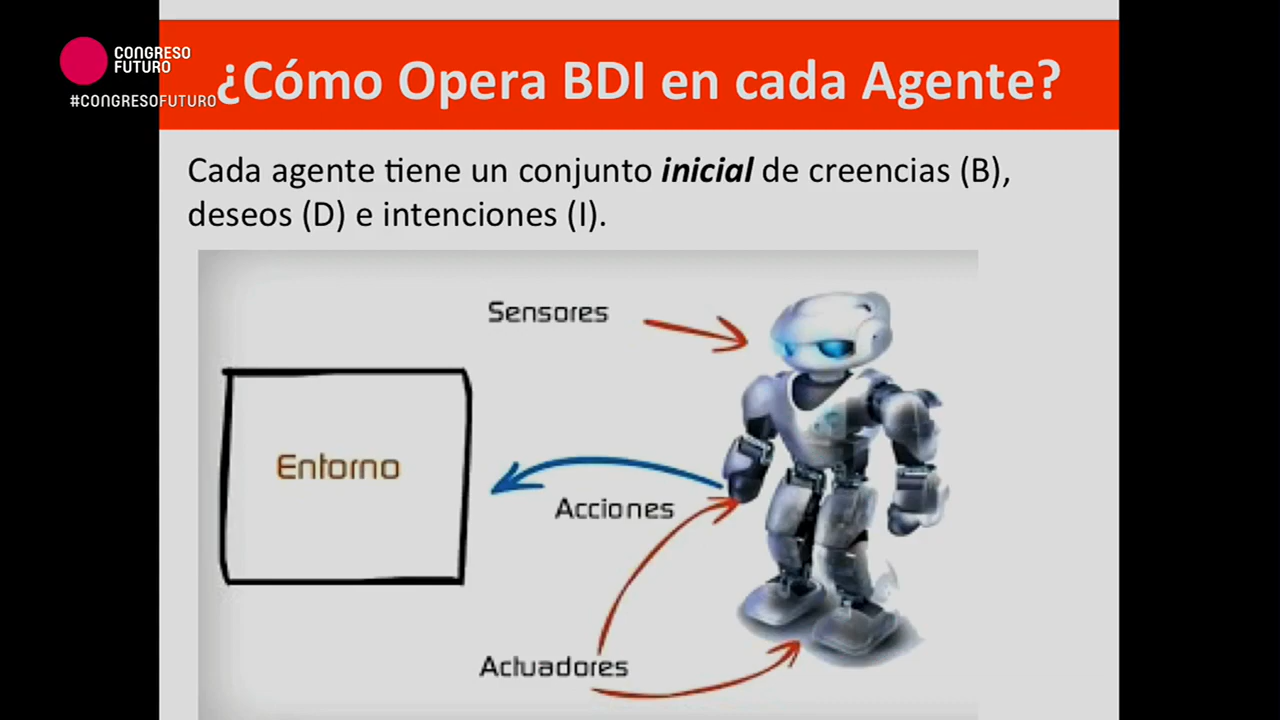 CONGRESO
FUTURO
#CONGRESOFUTURO
¿Cómo Opera BDI en cada Agente?
Cada agente tiene un conjunto inicial de creencias (B),
deseos (D) e intenciones (I).
Sensores
Entorno
Acciones
Actuadores